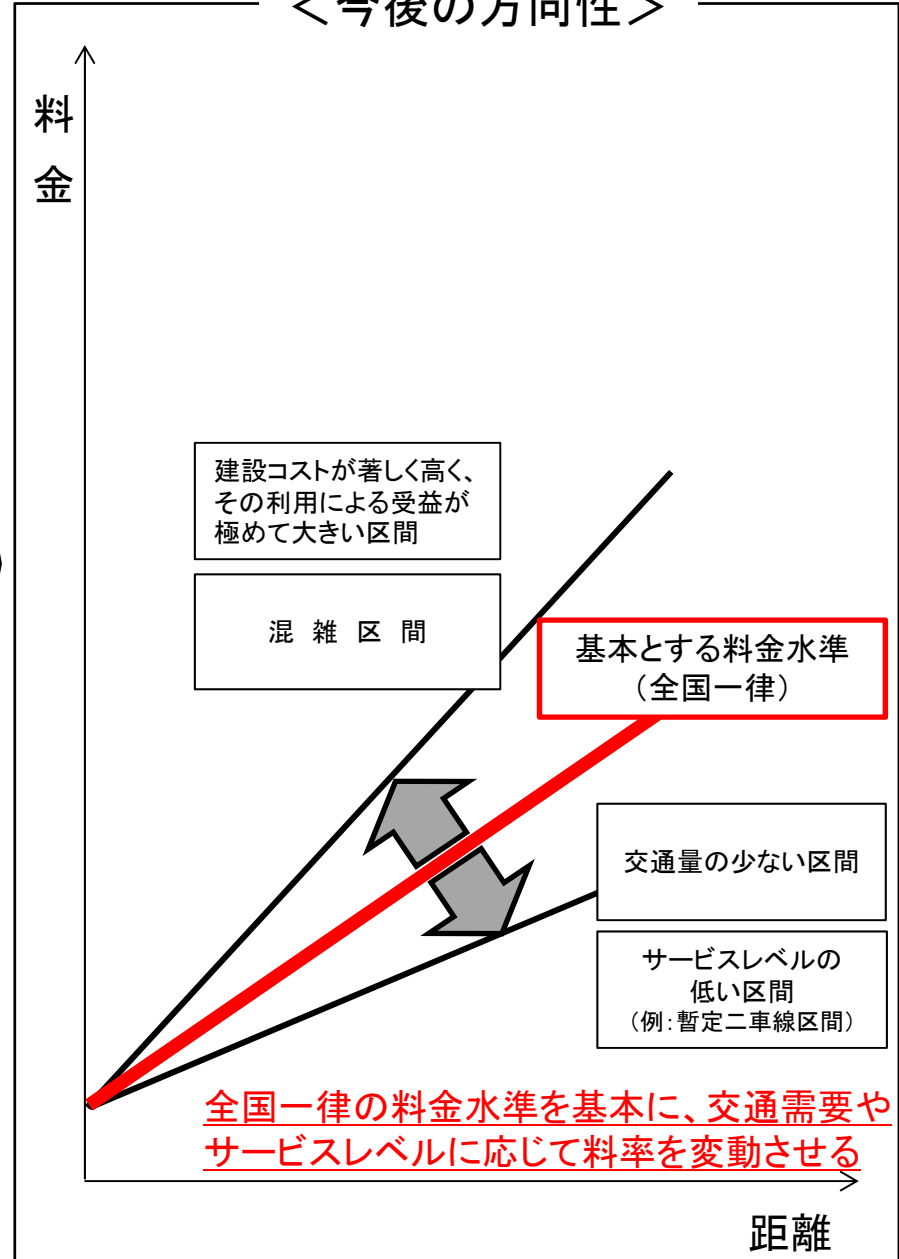 ＜今後の方向性＞
料
金
建設コストが著しく高く、
その利用による受益が
極めて大きい区間
混 雑 区 間
基本とする料金水準
（全国一律）
交通量の少ない区間
サービスレベルの
低い区間
（例：暫定二車線区間）
全国一律の料金水準を基本に、交通需要や
サービスレベルに応じて料率を変動させる
距離